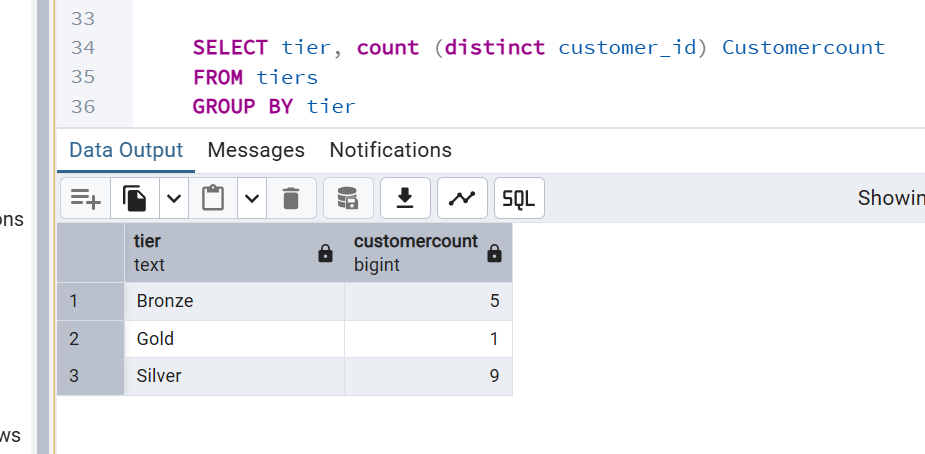 33
34 SELECT tier, count (distinct customer_id) Customercount
35 FROM tiers
36 GROUP BY tier
Data Output Messages Notifications
SQL Showin
ons
tier customercount
text bigint
1 Bronze 5
2 Gold 1
3 Silver 9
ws